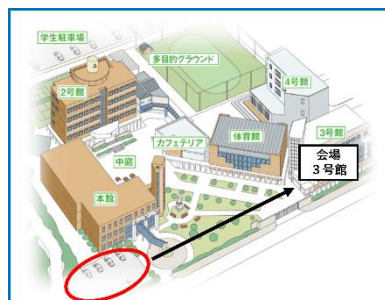 学生駐車場
多目的グラウンド
2号館
4号館
カフェテリア
体育館
3号館
中庭
会場
３号館
本館